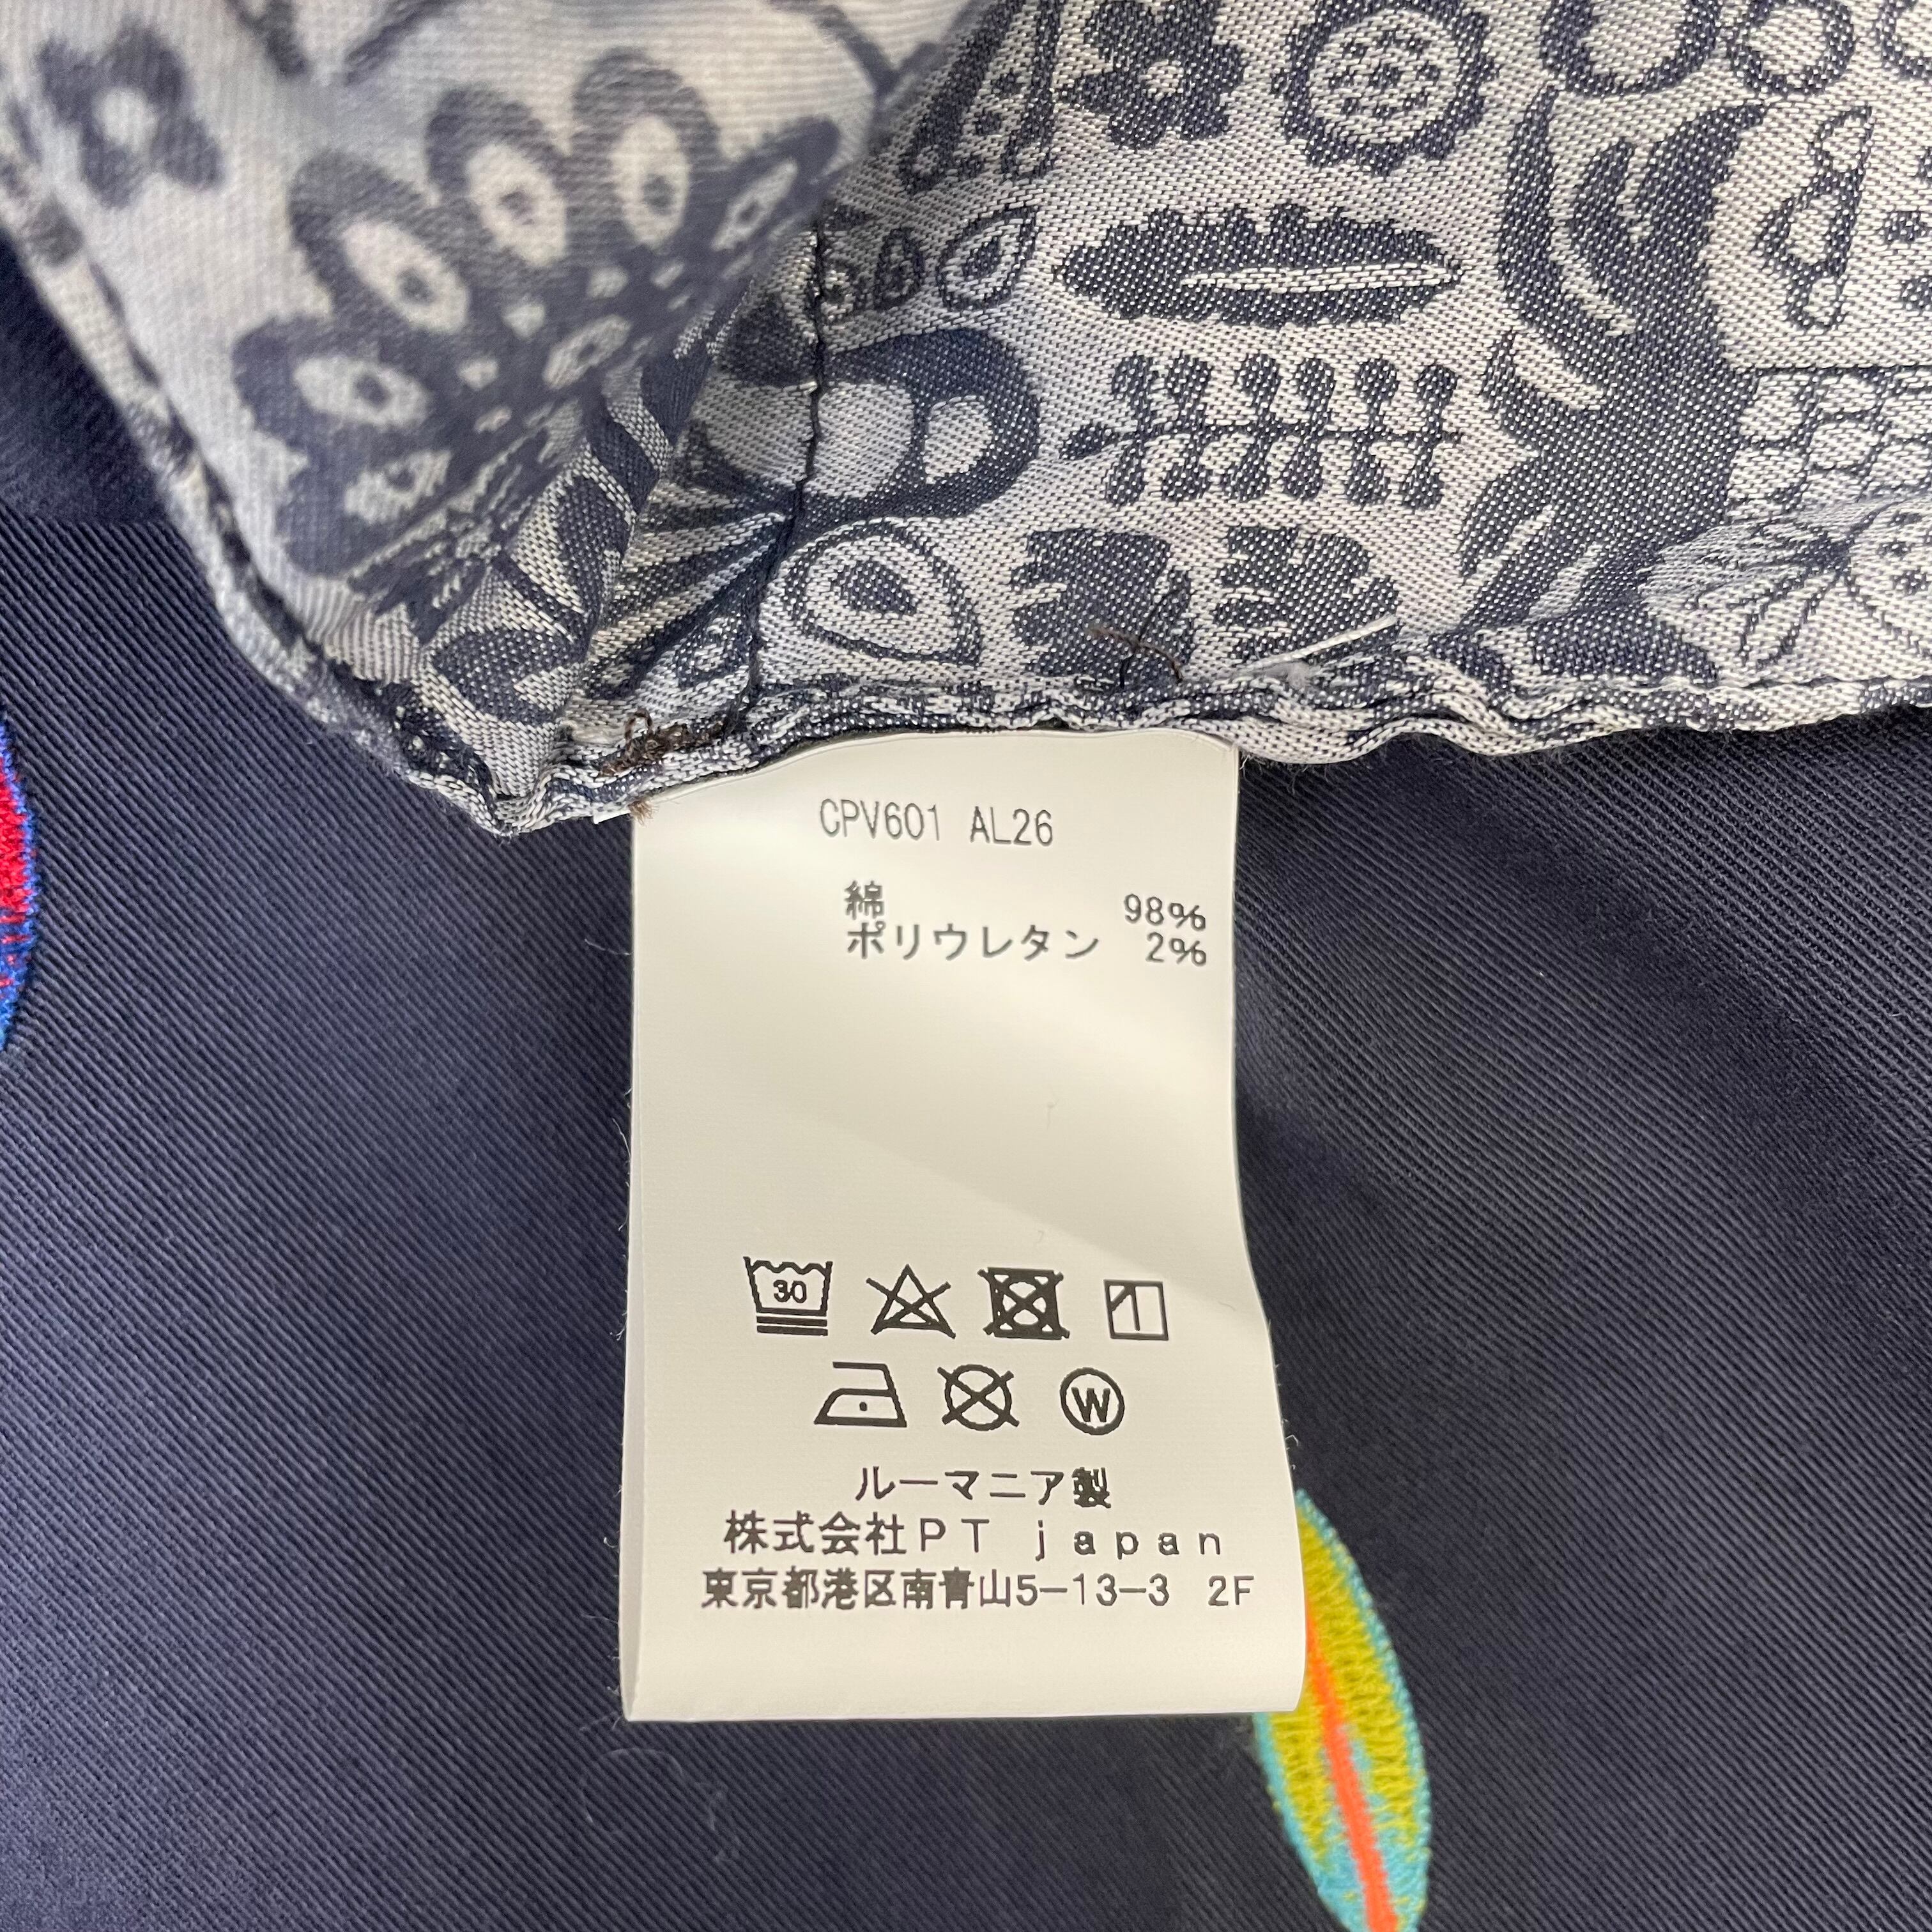 CPV601 AL26
綿 98%
ポリウレタン 2%
30
W
ルーマニア製
株式会社PT japan
東京都港区南青山5-13-3 2F